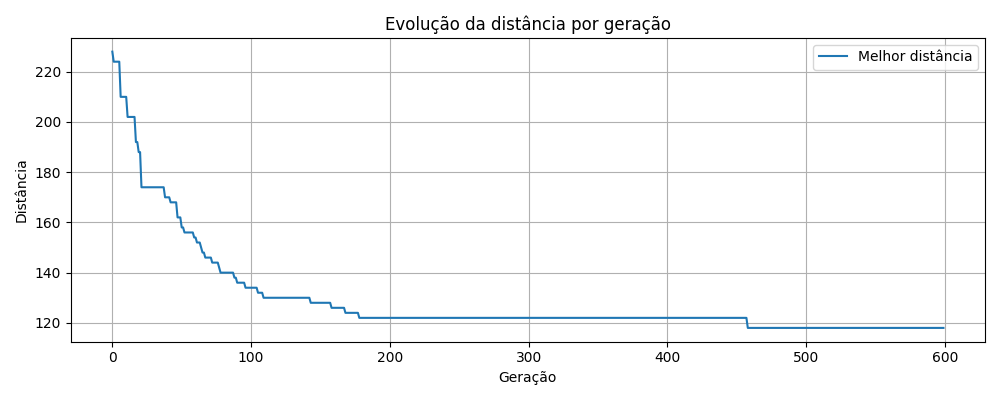 Evolução da distância por geração
Melhor distância
Distância
220
200
180
160
140
120
0 100 200 300 400 500 600
Geração